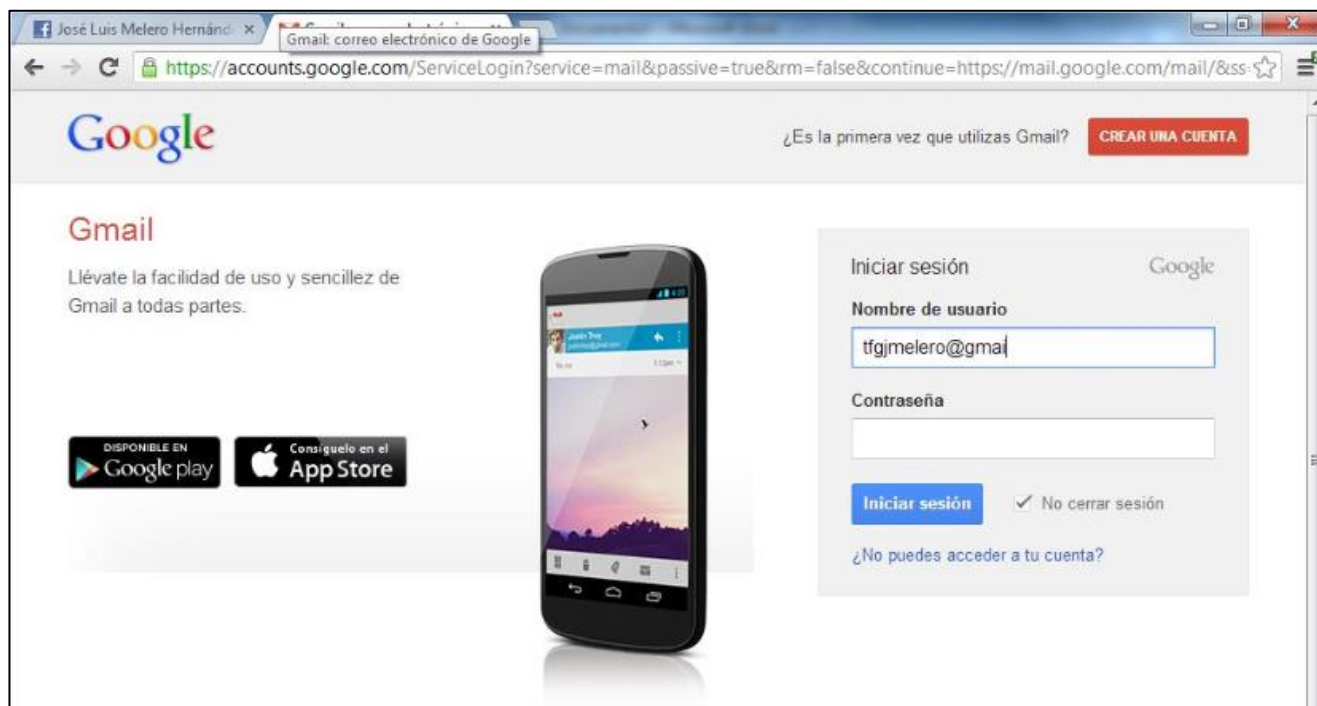 José Luis Melero Hernánd
Gmail: correo electrónico de Google
https://accounts.google.com/ServiceLogin?service=mail&passive=true&rm=false&continue=https://mail.google.com/mail/&ss
Google
¿Es la primera vez que utilizas Gmail?
CREAR UNA CUENTA
Gmail
Llévate la facilidad de uso y sencillez de
Gmail a todas partes.
DISPONIBLE EN
Google play
Consíguelo en el
App Store
Justin Troy
Iniciar sesión
Google
Nombre de usuario
tfgjmelero@gmai
Contraseña
Iniciar sesión
No cerrar sesión
¿No puedes acceder a tu cuenta?